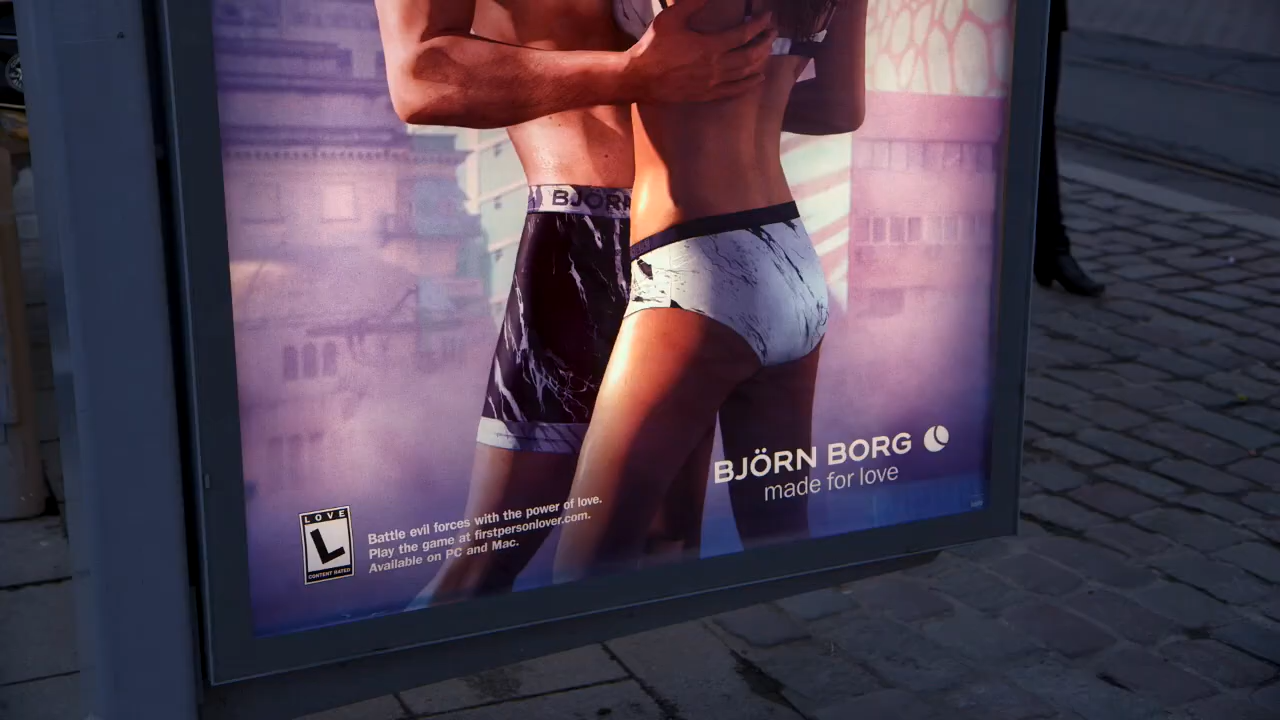 BJÖR
BJÖRN BORG
made for love
LOVE
L
CONTENT RATED
Battle evil forces with the power of love.
Play the game at firstpersonlover.com.
Available on PC and Mac.